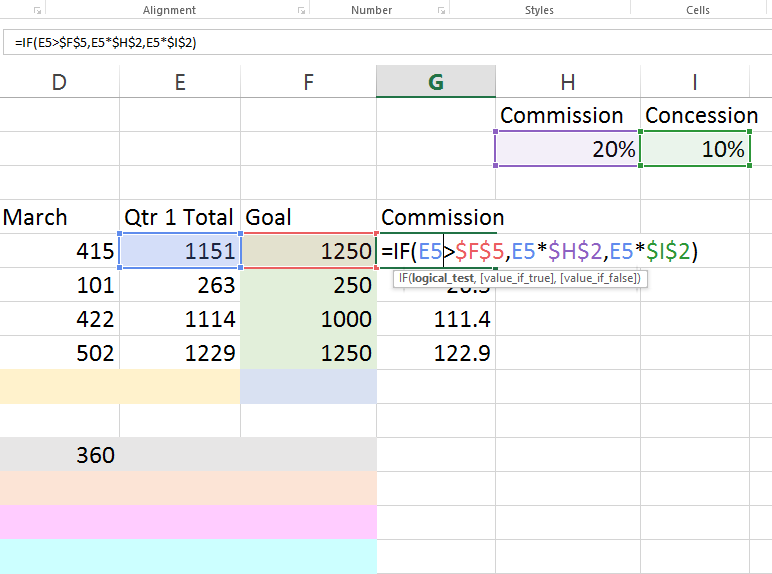 Alignment Number Styles Cells
=IF(E5>$F$5,E5*$H$2,E5*$I$2)
D E F G H I
Commission Concession
20% 10%
March Qtr 1 Total Goal Commission
415 1151 1250 =IF(E5>$F$5,E5*$H$2,E5*$I$2)
IF(logical_test, [value_if_true], [value_if_false])
101 263 250
422 1114 1000 111.4
502 1229 1250 122.9
360